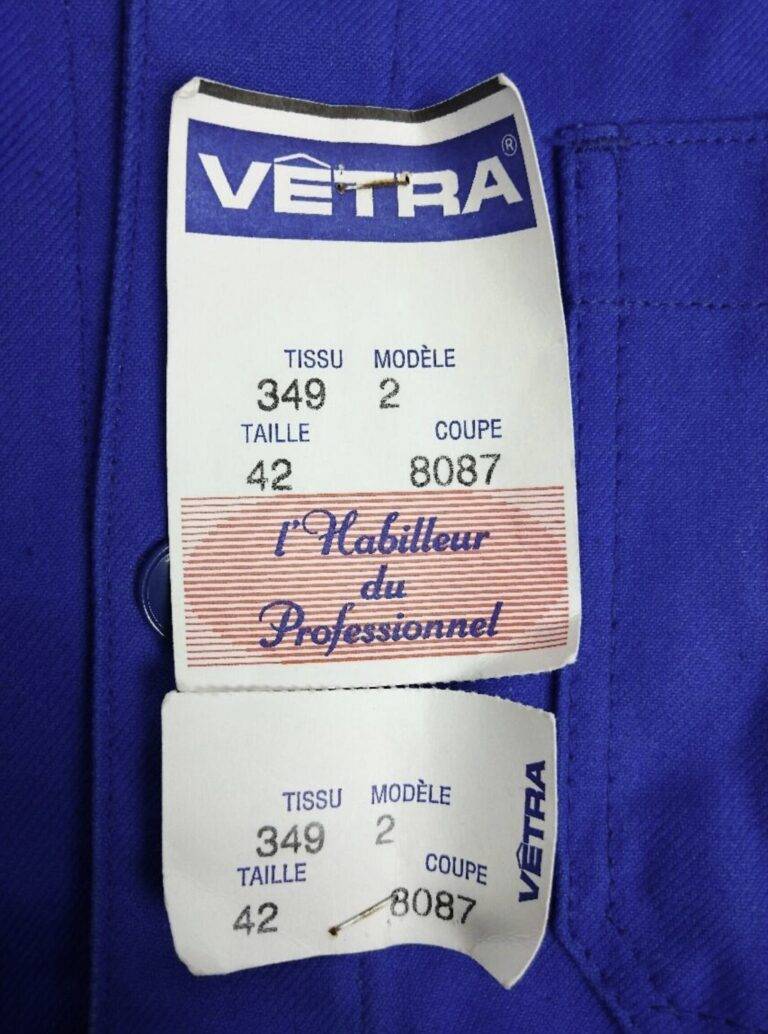 VÊTRA®
TISSU MODÈLE
349 2
TAILLE COUPE
42 8087
l'Habilleur
du
Professionnel
TISSU MODÈLE
349 2
TAILLE COUPE
42 8087
VÊTRA